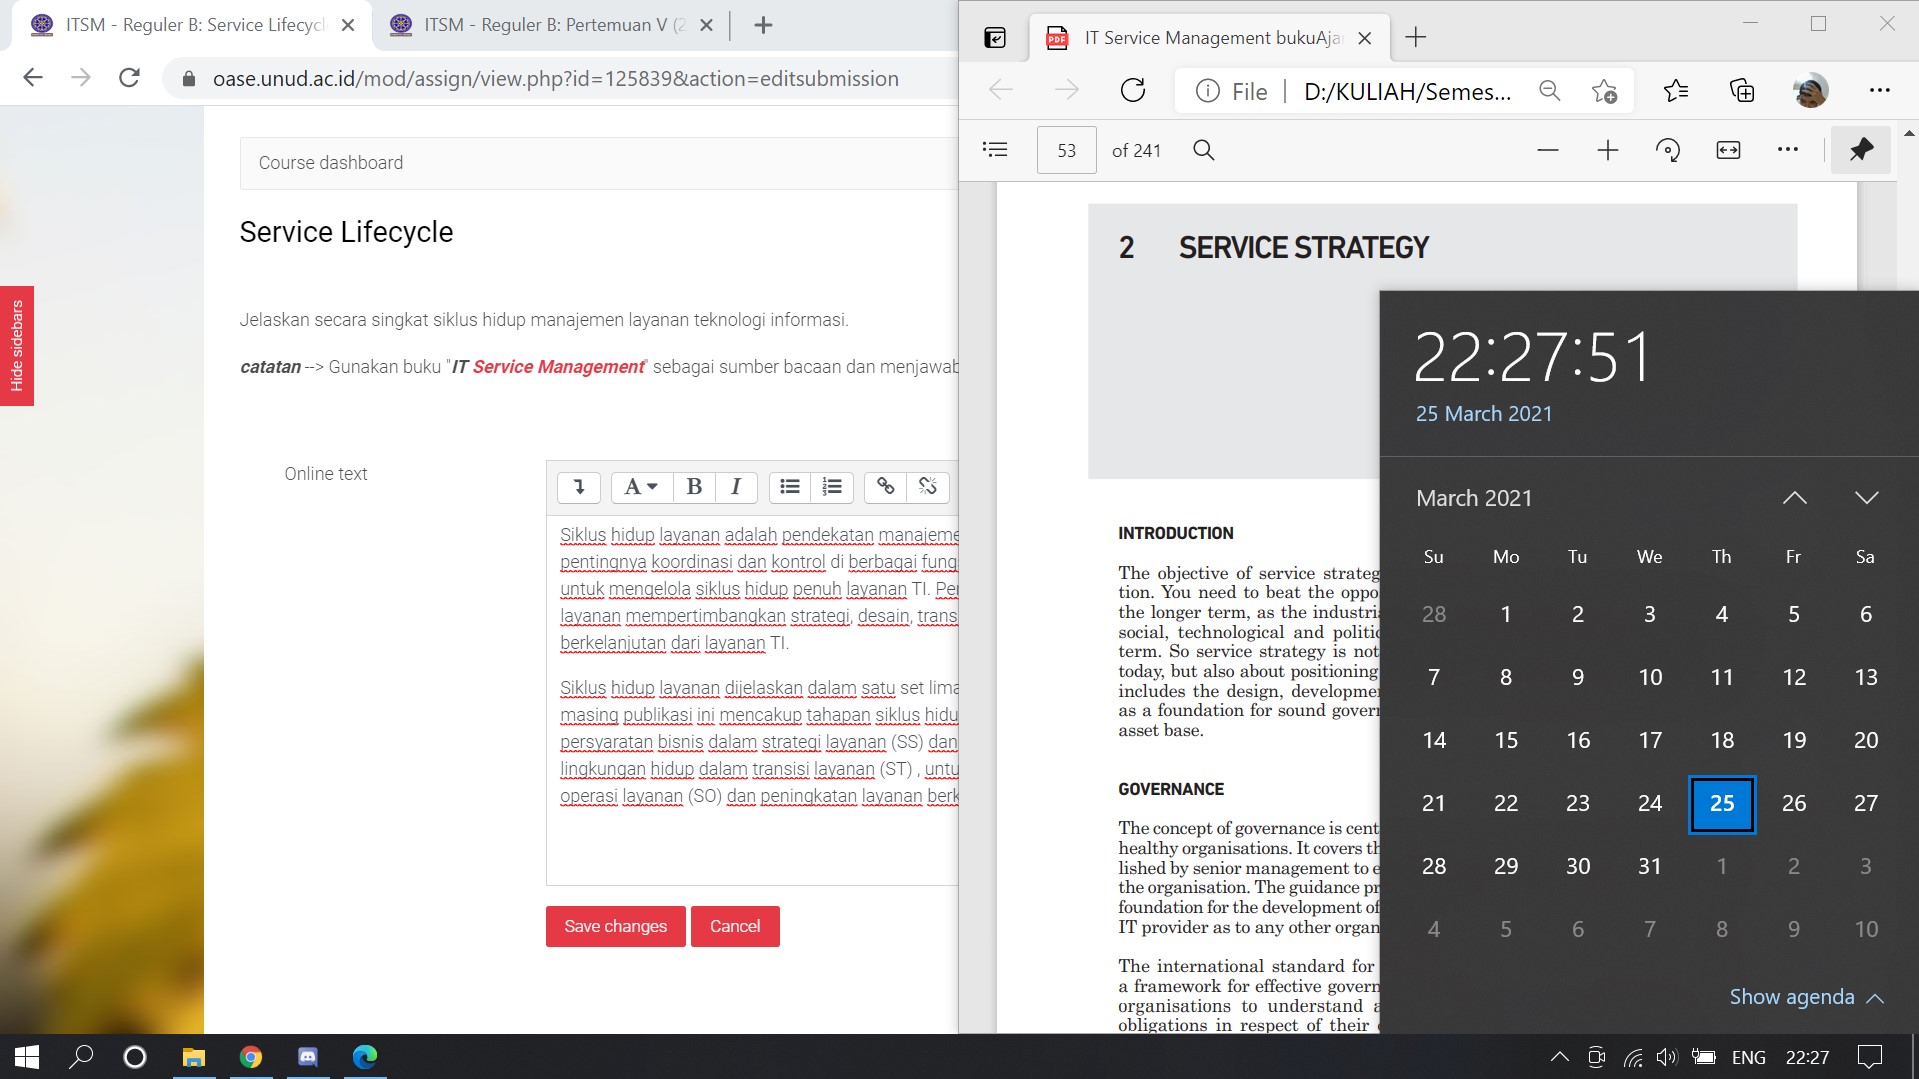 ITSM - Reguler B: Service Lifecycl
ITSM - Reguler B: Pertemuan V (2
oase.unud.ac.id/mod/assign/view.php?id=125839&action=editsubmission
Course dashboard
Service Lifecycle
Hide sidebars
Jelaskan secara singkat siklus hidup manajemen layanan teknologi informasi.
catatan --> Gunakan buku "IT Service Management" sebagai sumber bacaan dan menjawab
Online text
A B I
Siklus hidup layanan adalah pendekatan manajeme
pentingnya koordinasi dan kontrol di berbagai fung
untuk mengelola siklus hidup penuh layanan TI. Per
layanan mempertimbangkan strategi, desain, trans
berkelanjutan dari layanan TI.
Siklus hidup layanan dijelaskan dalam satu set lima
masing publikasi ini mencakup tahapan siklus hidu
persyaratan bisnis dalam strategi layanan (SS) dan
lingkungan hidup dalam transisi layanan (ST) , untu
operasi layanan (SO) dan peningkatan layanan berk
Save changes
Cancel
PDF
IT Service Management bukuAja
File
D:/KULIAH/Semes...
53 of 241
2 SERVICE STRATEGY
INTRODUCTION
The objective of service strateg
tion. You need to beat the oppo
the longer term, as the industri
social, technological and politic
term. So service strategy is not
today, but also about positioning
includes the design, developmen
as a foundation for sound gover
asset base.
GOVERNANCE
The concept of governance is cent
healthy organisations. It covers th
lished by senior management to e
the organisation. The guidance pr
foundation for the development of
IT provider as to any other organ
The international standard for
a framework for effective govern
organisations to understand a
obligations in respect of their
22:27:51
25 March 2021
March 2021
Su Mo Tu We Th Fr Sa
28 1 2 3 4 5 6
7 8 9 10 11 12 13
14 15 16 17 18 19 20
21 22 23 24 25 26 27
28 29 30 31 1 2 3
4 5 6 7 8 9 10
Show agenda
ENG
22:27